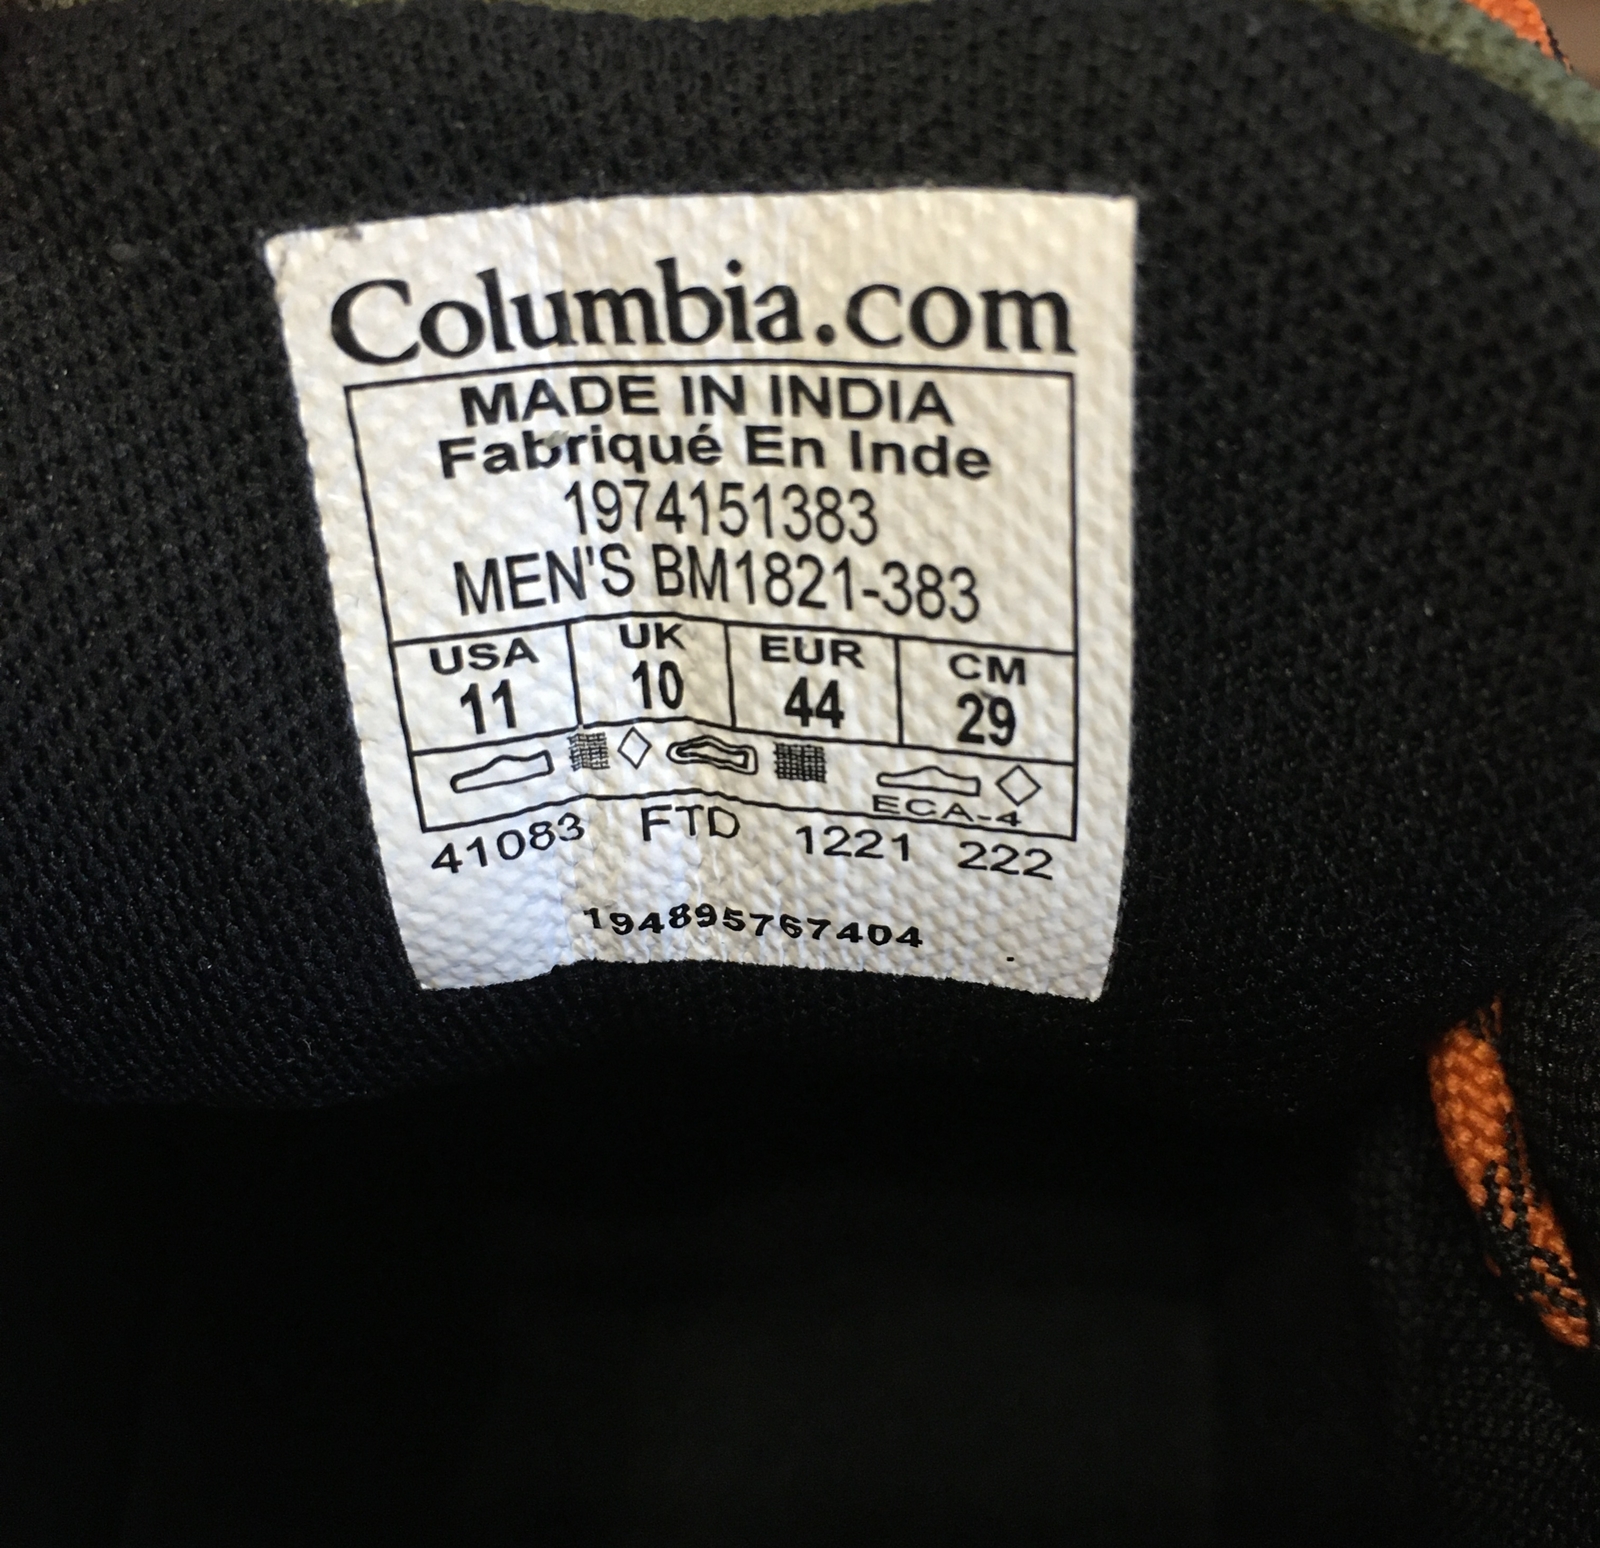 Columbia.com
MADE IN INDIA
Fabriqué En Inde
1974151383
MEN'S BM1821-383
USA UK EUR CM
11 10 44 29
ECA-4
41083 FTD 1221 222
194895767404